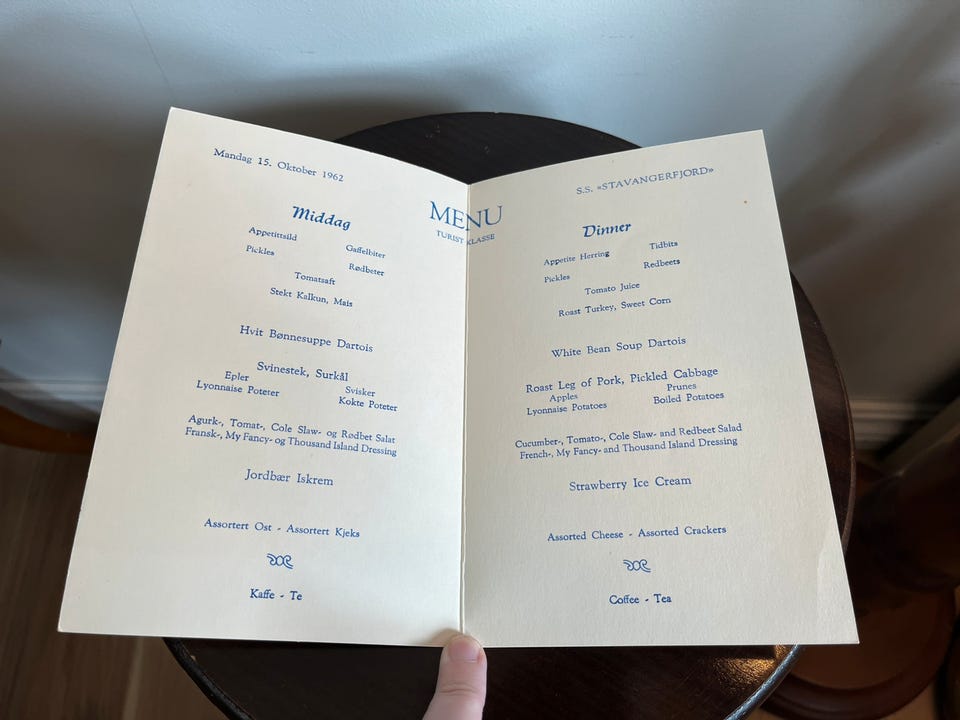 Mandag 15. Oktober 1962
S.S. »STAVANGERFJORD»
MENU
TURIST KLASSE
Middag
Appetittsild Gaffelbiter
Pickles Rødbeter
Tomatsaft
Stekt Kalkun, Mais
Hvit Bønnesuppe Dartois
Svinestek, Surkål
Epler Svisker
Lyonnaise Poteter Kokte Poteter
Agurk-, Tomat-, Cole Slaw- og Rødbet Salat
Fransk-, My Fancy- og Thousand Island Dressing
Jordbær Iskrem
Assortert Ost - Assortert Kjeks
Kaffe - Te
Dinner
Appetite Herring Tidbits
Pickles Redbeets
Tomato Juice
Roast Turkey, Sweet Corn
White Bean Soup Dartois
Roast Leg of Pork, Pickled Cabbage
Apples Prunes
Lyonnaise Potatoes Boiled Potatoes
Cucumber-, Tomato-, Cole Slaw- and Redbeet Salad
French-, My Fancy- and Thousand Island Dressing
Strawberry Ice Cream
Assorted Cheese - Assorted Crackers
Coffee - Tea